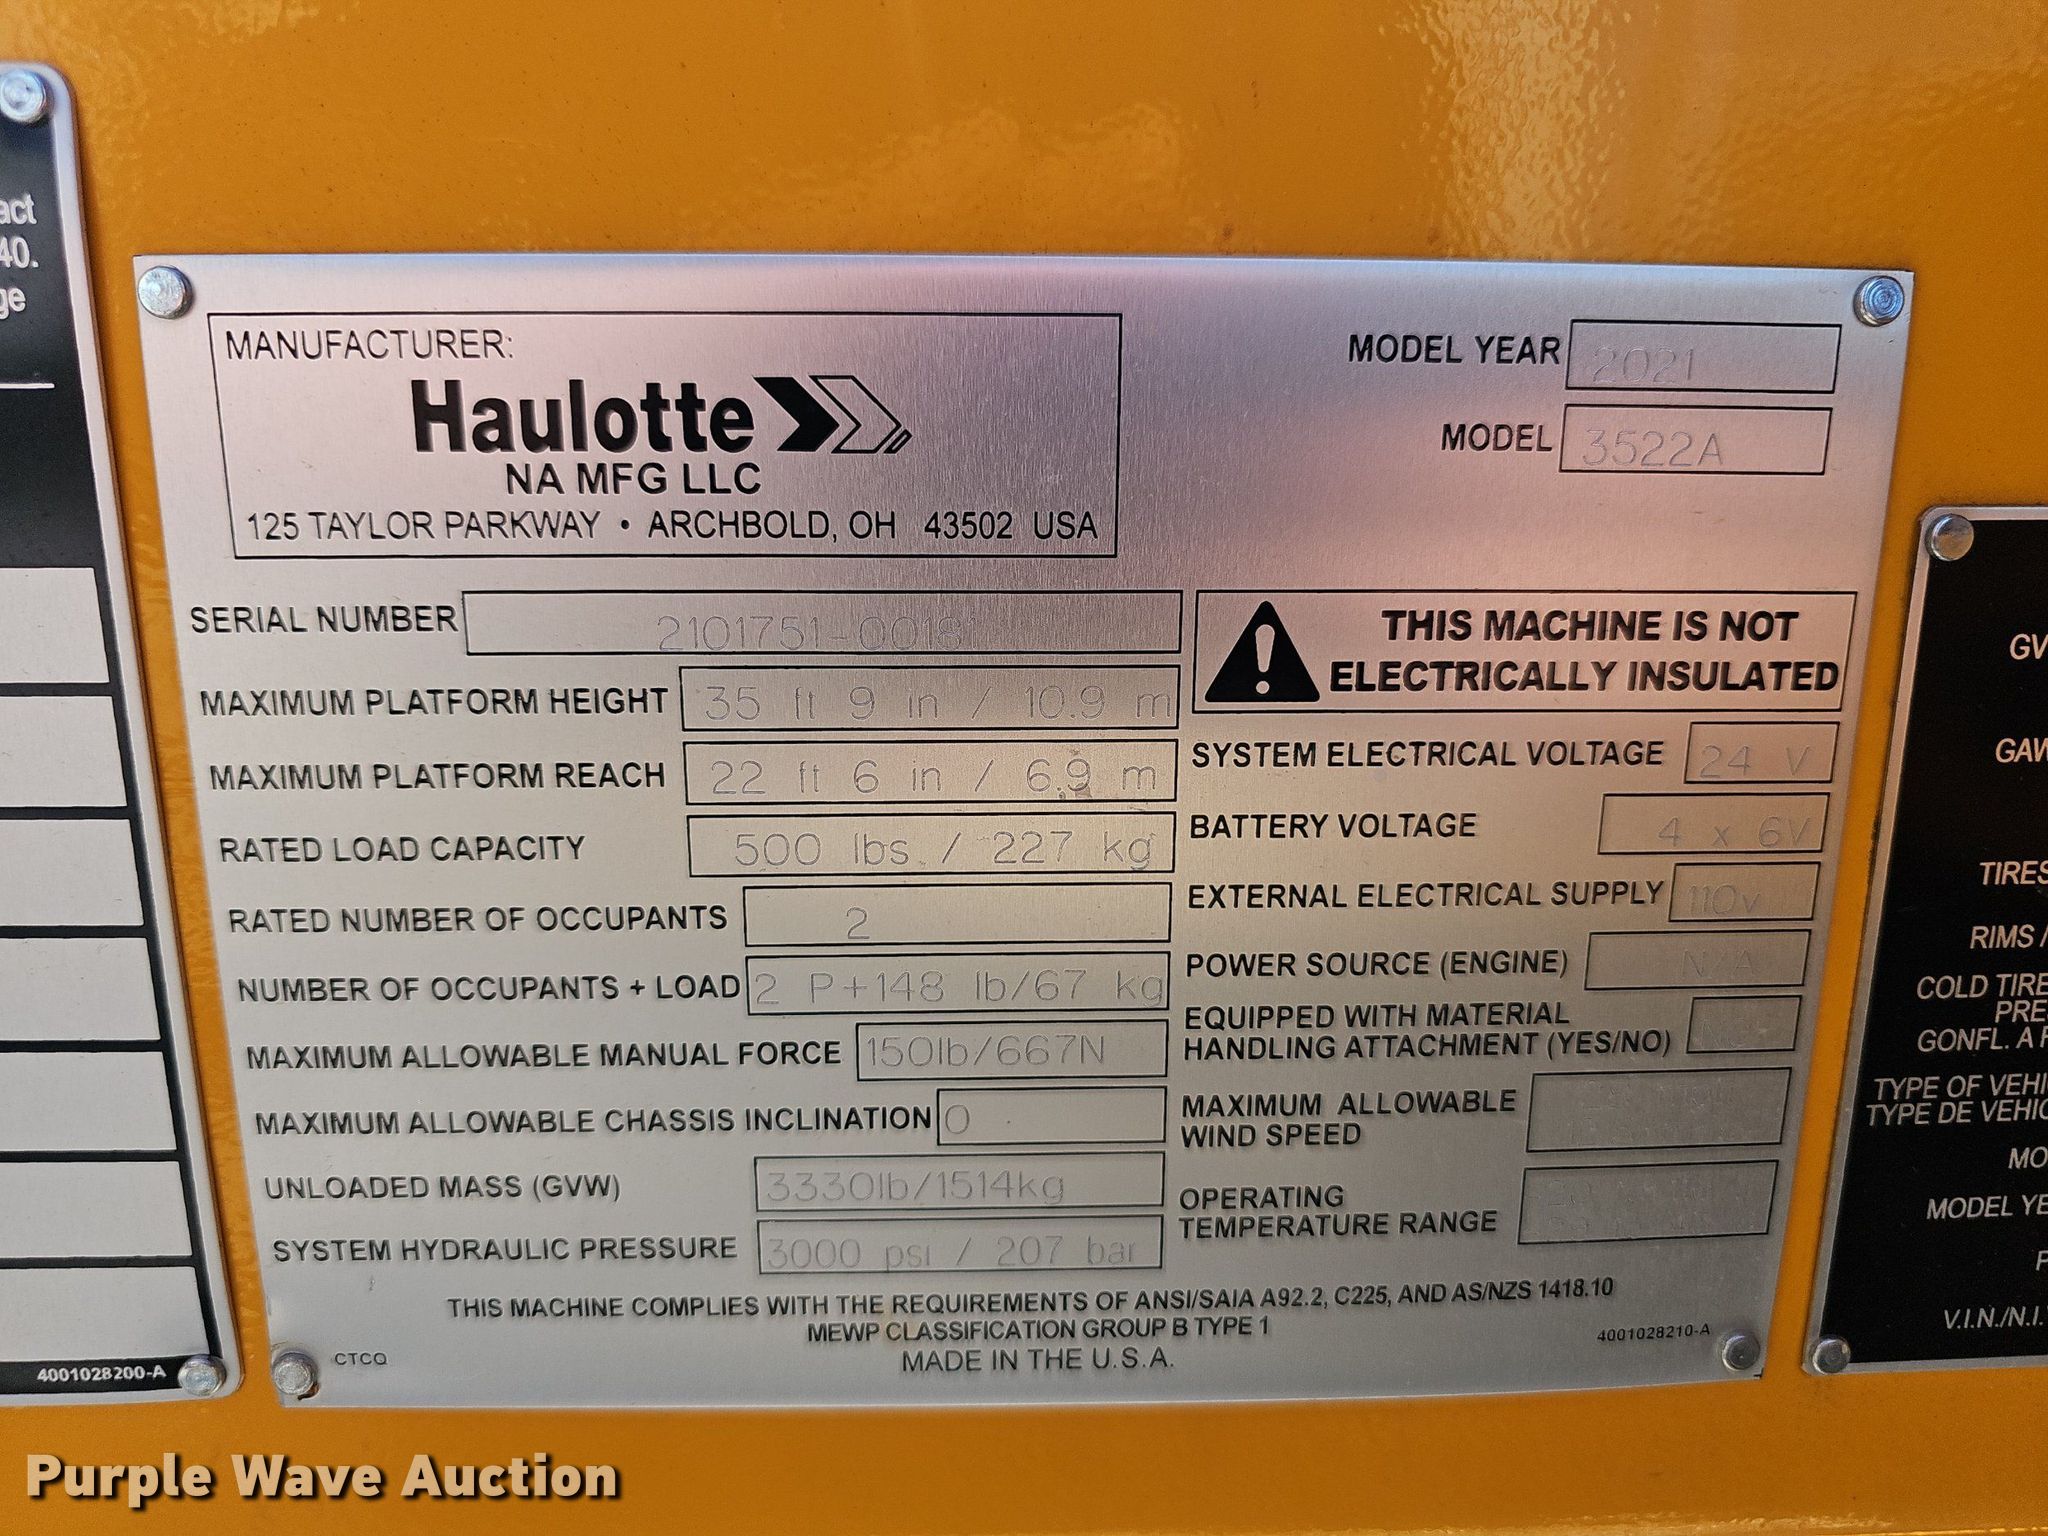 act
40.
ge
4001028200-A
MANUFACTURER:
Haulotte
NA MFG LLC
125 TAYLOR PARKWAY • ARCHBOLD, OH 43502 USA
MODEL YEAR 2021
MODEL 3522A
SERIAL NUMBER 2101751-0018
MAXIMUM PLATFORM HEIGHT 35 ft 9 in / 10.9 m
MAXIMUM PLATFORM REACH 22 ft 6 in / 6.9 m
RATED LOAD CAPACITY 500 lbs. / 227 kg
RATED NUMBER OF OCCUPANTS 2
NUMBER OF OCCUPANTS + LOAD 2 P+148 lb/67 kg
MAXIMUM ALLOWABLE MANUAL FORCE 150lb/667N
MAXIMUM ALLOWABLE CHASSIS INCLINATION 0
UNLOADED MASS (GVW) 3330lb/1514kg
SYSTEM HYDRAULIC PRESSURE 3000 psi / 207 bar
THIS MACHINE IS NOT
ELECTRICALLY INSULATED
SYSTEM ELECTRICAL VOLTAGE 24 V
BATTERY VOLTAGE 4 x 6V
EXTERNAL ELECTRICAL SUPPLY 110v
POWER SOURCE (ENGINE) N/A
EQUIPPED WITH MATERIAL
HANDLING ATTACHMENT (YES/NO)
MAXIMUM ALLOWABLE
WIND SPEED
OPERATING
TEMPERATURE RANGE
THIS MACHINE COMPLIES WITH THE REQUIREMENTS OF ANSI/SAIA A92.2, C225, AND AS/NZS 1418.10
MEWP CLASSIFICATION GROUP B TYPE 1
MADE IN THE U.S.A.
CTCQ
4001028210-A
GV
GAW
TIRES
RIMS /
COLD TIRE
PRE
GONFL. A F
TYPE OF VEHI
TYPE DE VEHIC
MO
MODEL YE
P
V.I.N./N.I.
Purple Wave Auction